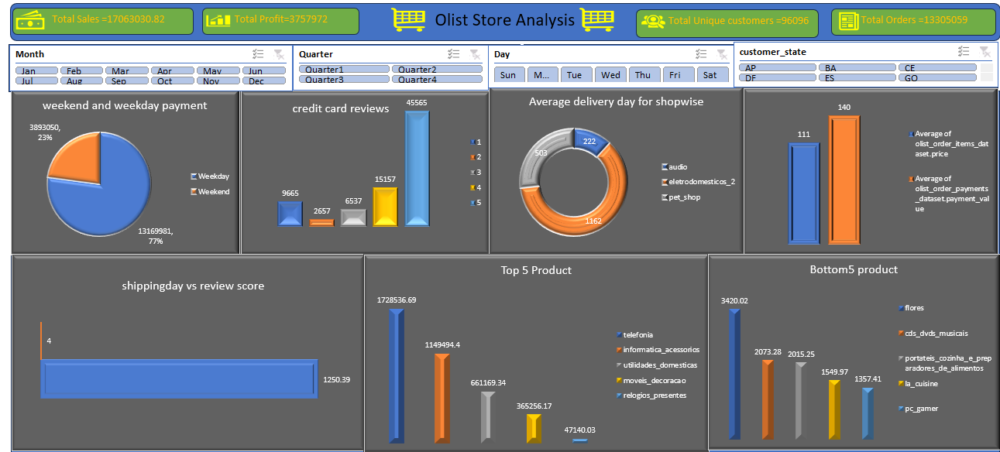 Total Sales =17063030.82
Total Profit=3757972
Olist Store Analysis
Total Unique customers =96096
Total Orders =13305059
Month
Jan Feb Mar Apr May Jun
Jul Aug Sep Oct Nov Dec
Quarter
Quarter1 Quarter2
Quarter3 Quarter4
Day
Sun M... Tue Wed Thu Fri Sat
customer_state
AP BA CE
DF ES GO
weekend and weekday payment
3893050,
23%
13169981,
77%
Weekday
Weekend
credit card reviews
9665
2657
6537
15157
45565
1
2
3
4
5
Average delivery day for shopwise
222
503
1162
audio
eletrodomesticos_2
pet_shop
111
140
Average of
olist_order_items_dat
aset.price
Average of
olist_order_payments
_dataset.payment_val
ue
shippingday vs review score
4
1250.39
Top 5 Product
1728536.69
1149494.4
661169.34
365256.17
47140.03
telefonia
informatica_acessorios
utilidades_domesticas
moveis_decoracao
relogios_presentes
Bottom5 product
3420.02
2073.28
2015.25
1549.97
1357.41
flores
cds_dvds_musicais
portateis_cozinha_e_prep
aradores_de_alimentos
la_cuisine
pc_gamer